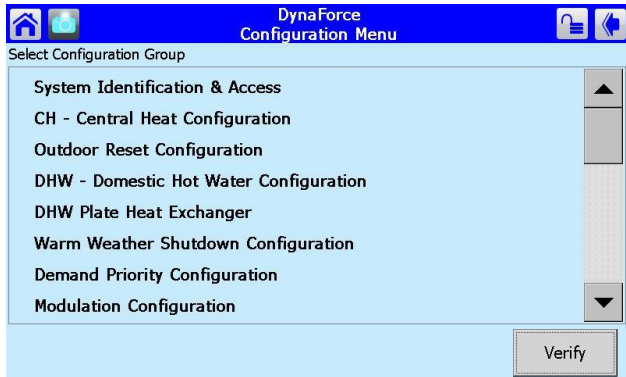 DynaForce
Configuration Menu
Select Configuration Group
System Identification & Access
CH - Central Heat Configuration
Outdoor Reset Configuration
DHW - Domestic Hot Water Configuration
DHW Plate Heat Exchanger
Warm Weather Shutdown Configuration
Demand Priority Configuration
Modulation Configuration
Verify